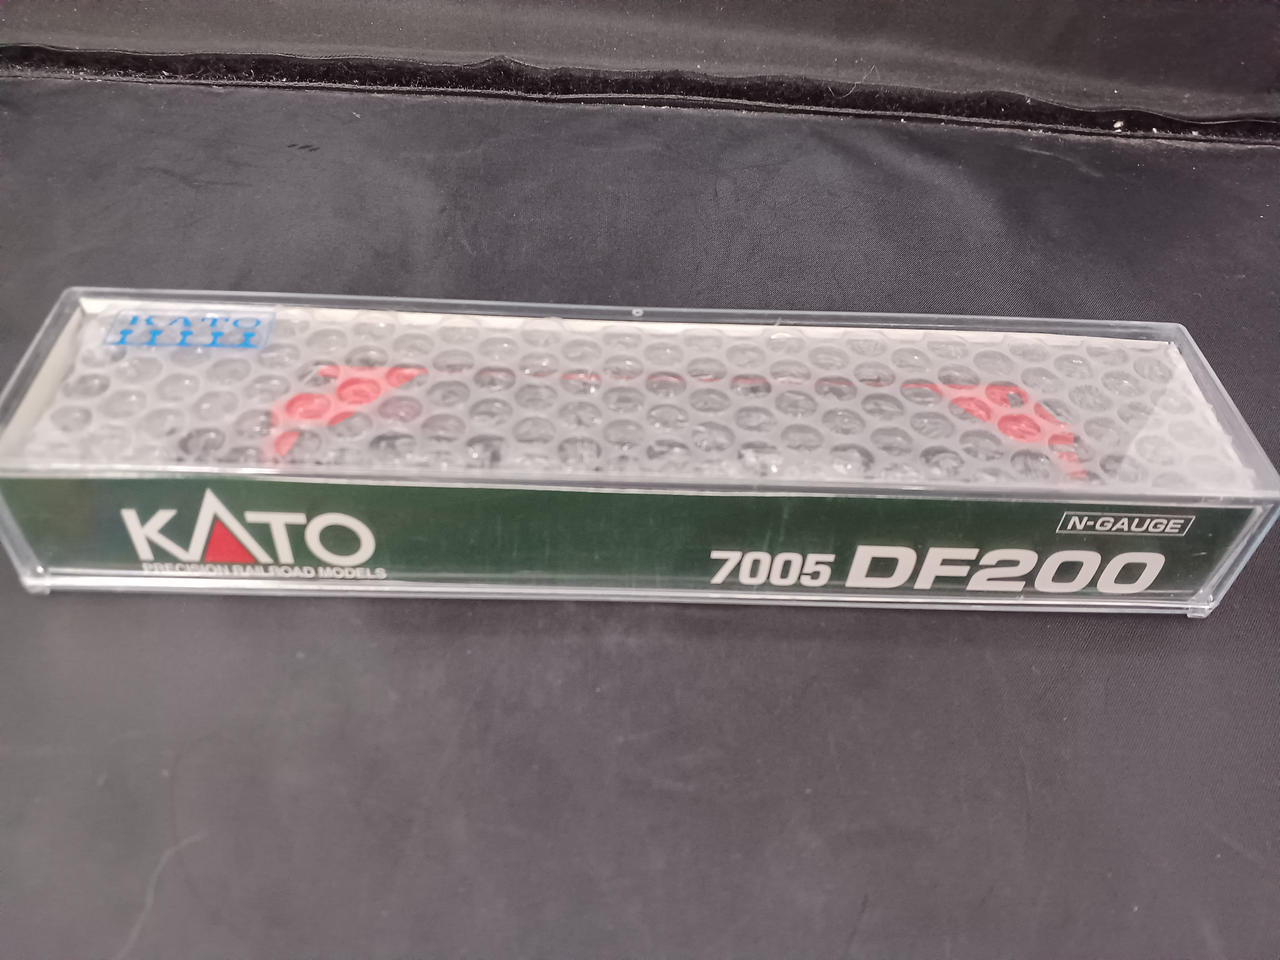 KATO
KATO
PRECISION RAILROAD MODELS
N-GAUGE
7005 DF200